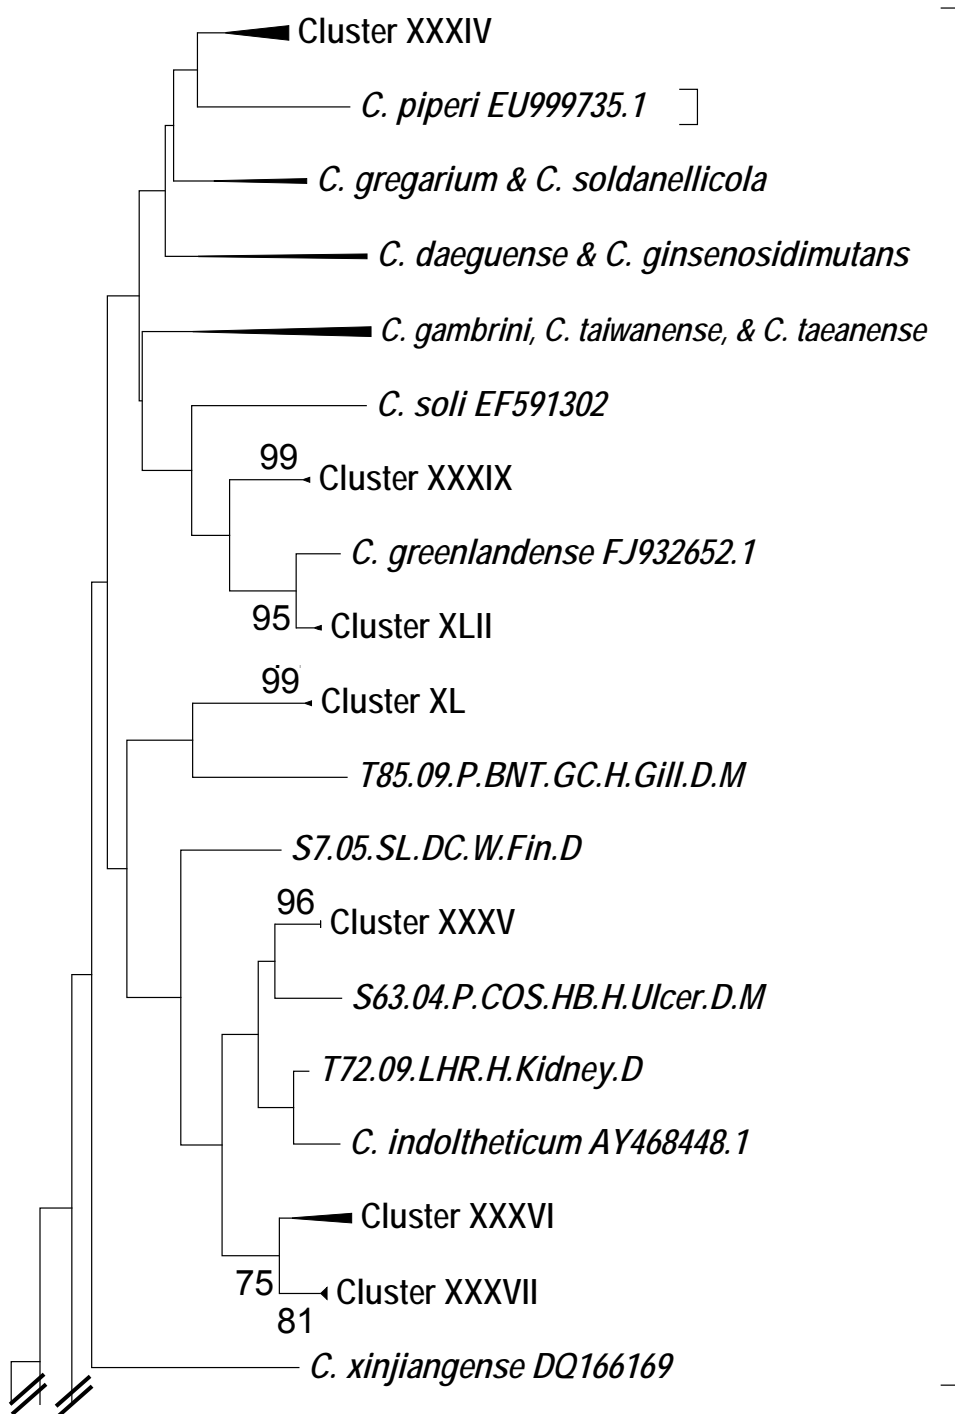 Cluster XXXIV
C. piperi EU999735.1
C. gregarium & C. soldanellicola
C. daeguense & C. ginsenosidimutans
C. gambrini, C. taiwanense, & C. taeanense
C. soli EF591302
99
Cluster XXXIX
C. greenlandense FJ932652.1
95
Cluster XLII
99
Cluster XL
T85.09.P.BNT.GC.H.Gill.D.M
S7.05.SL.DC.W.Fin.D
96
Cluster XXXV
S63.04.P.COS.HB.H.Ulcer.D.M
T72.09.LHR.H.Kidney.D
C. indoltheticum AY468448.1
Cluster XXXVI
75
Cluster XXXVII
81
C. xinjiangense DQ166169